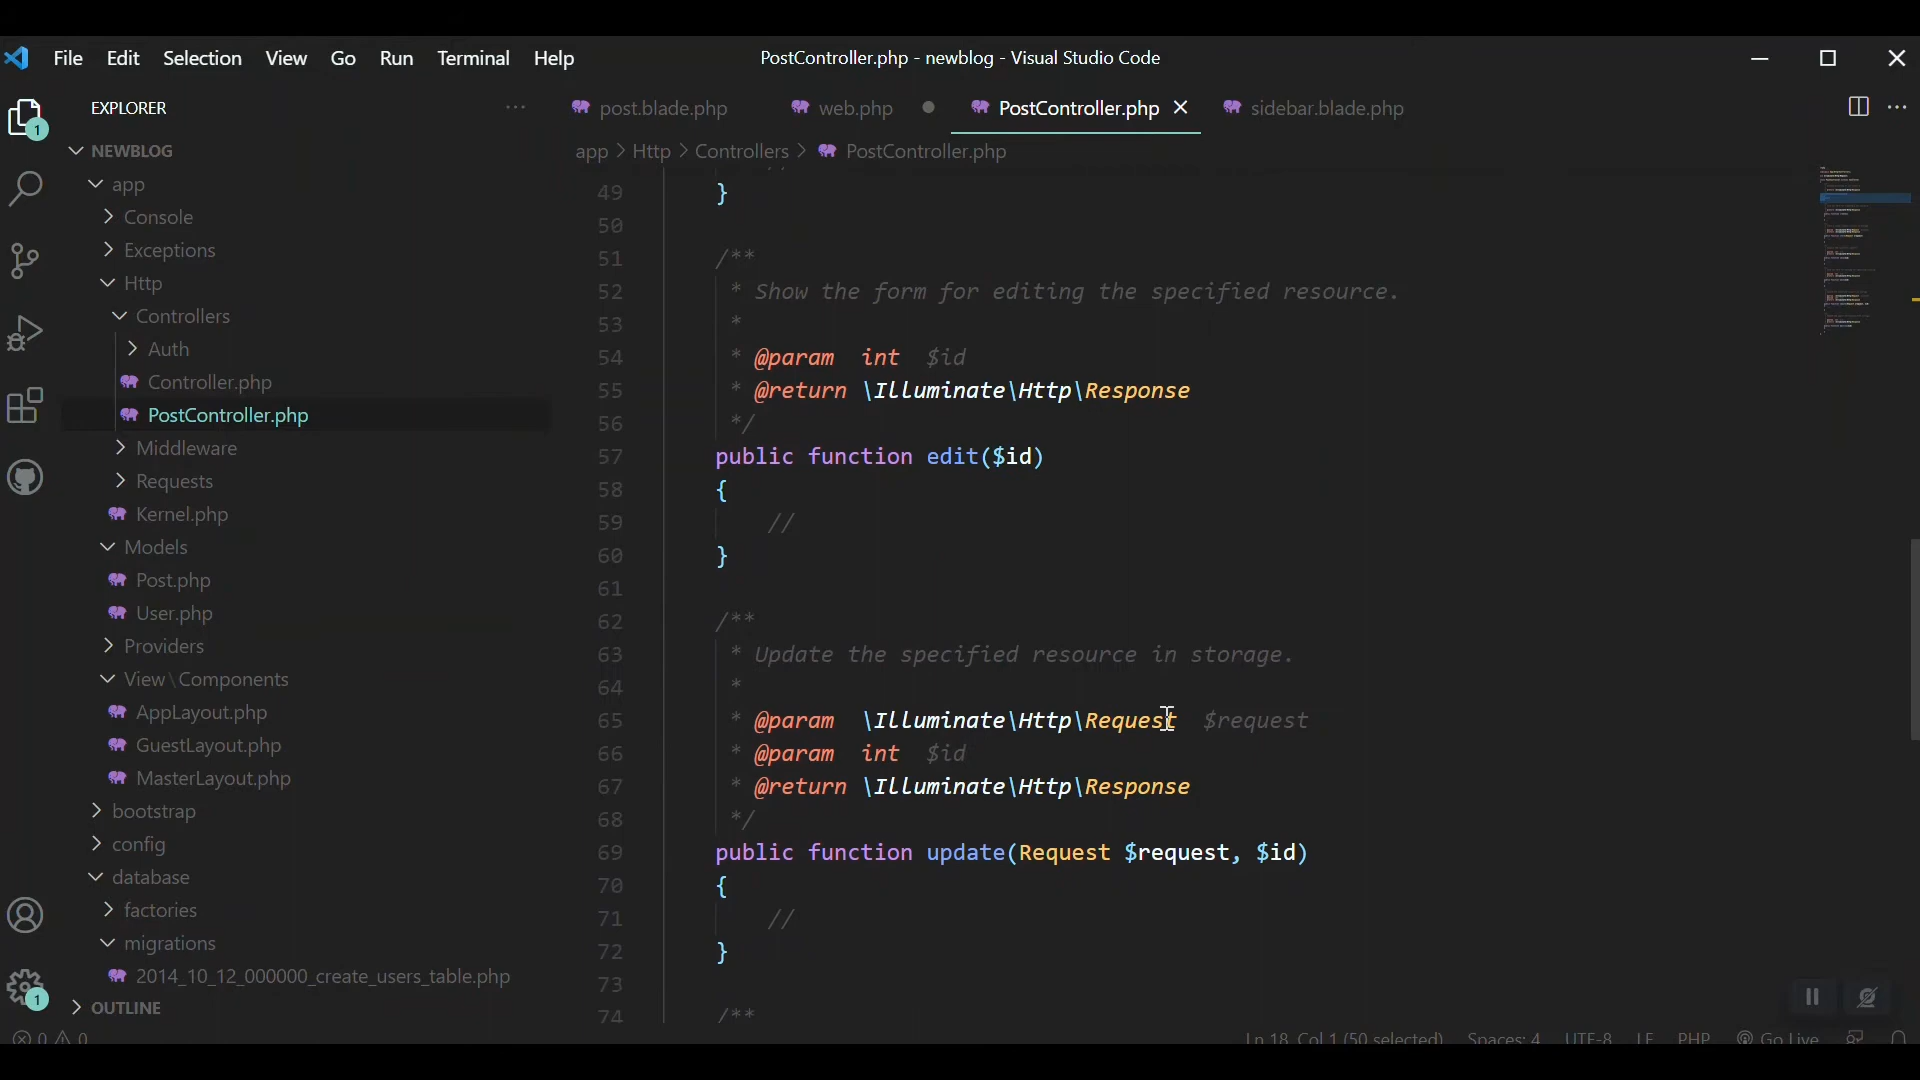 File Edit Selection View Go Run Terminal Help
PostController.php - newblog - Visual Studio Code
EXPLORER
NEWBLOG
app
Console
Exceptions
Http
Controllers
Auth
Controller.php
PostController.php
Middleware
Requests
Kernel.php
Models
Post.php
User.php
Providers
View\Components
AppLayout.php
GuestLayout.php
MasterLayout.php
bootstrap
config
database
factories
migrations
2014_10_12_000000_create_users_table.php
OUTLINE
1
1
post.blade.php web.php PostController.php sidebar.blade.php
app > Http > Controllers > PostController.php
49 }
50
51 /**
52 * Show the form for editing the specified resource.
53 *
54 * @param  int  $id
55 * @return \Illuminate\Http\Response
56 */
57 public function edit($id)
58 {
59 //
60 }
61
62 /**
63 * Update the specified resource in storage.
64 *
65 * @param  \Illuminate\Http\Request  $request
66 * @param  int  $id
67 * @return \Illuminate\Http\Response
68 */
69 public function update(Request $request, $id)
70 {
71 //
72 }
73
74 /**
0 0 Ln 18, Col 1 (50 selected) Spaces: 4 UTF-8 LF PHP Go Live